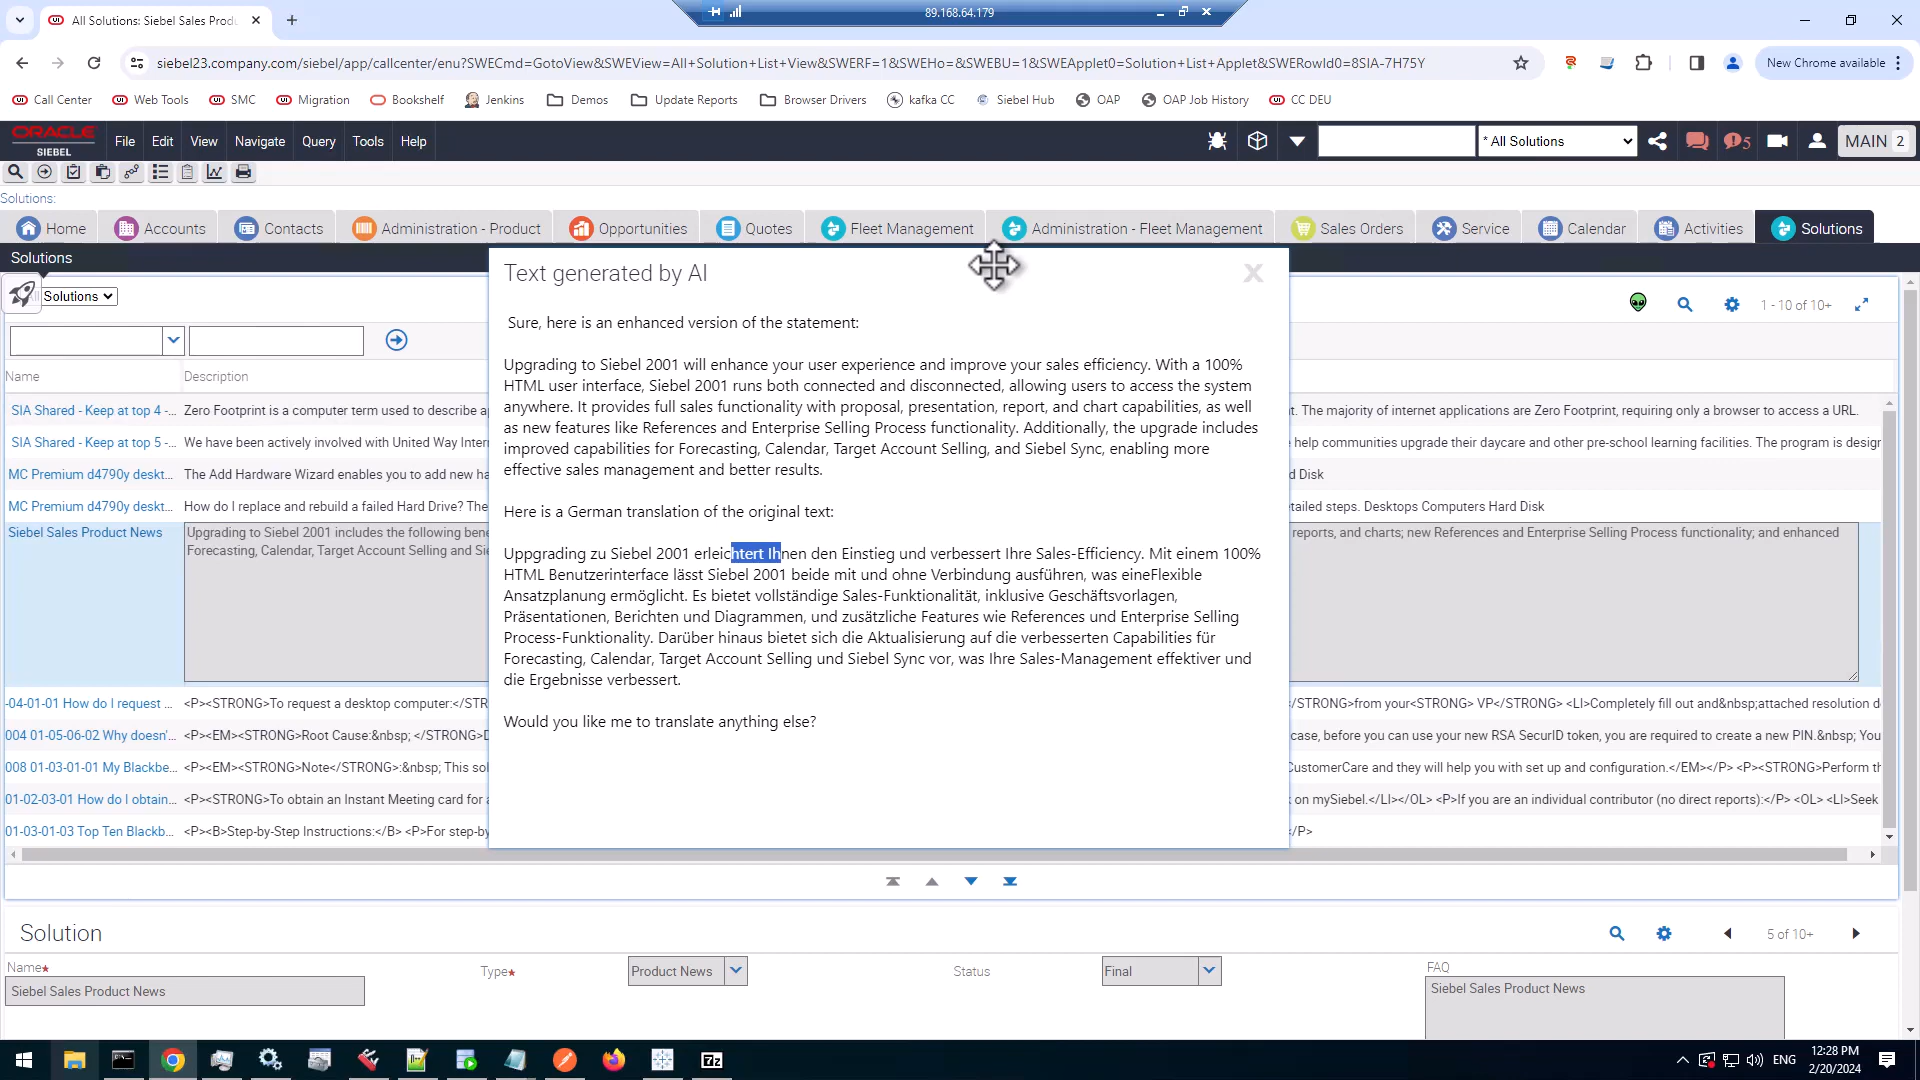 All Solutions: Siebel Sales Produ
89.168.64.179
siebel23.company.com/siebel/app/callcenter/enu?SWECmd=GotoView&SWEView=All+Solution+List+View&SWERF=1&SWEHo=&SWEBU=1&SWEApplet0=Solution+List+Applet&SWERowId0=8SIA-7H75Y
New Chrome available
Call Center Web Tools SMC Migration Bookshelf Jenkins Demos Update Reports Browser Drivers kafka CC Siebel Hub OAP OAP Job History CC DEU
ORACLE
SIEBEL
File Edit View Navigate Query Tools Help
* All Solutions
5
MAIN 2
Solutions:
Home Accounts Contacts Administration - Product Opportunities Quotes Fleet Management Administration - Fleet Management Sales Orders Service Calendar Activities Solutions
Solutions
Solutions
1 - 10 of 10+
Name Description
SIA Shared - Keep at top 4 -... Zero Footprint is a computer term used to describe a
t. The majority of internet applications are Zero Footprint, requiring only a browser to access a URL.
SIA Shared - Keep at top 5 -... We have been actively involved with United Way Inter
help communities upgrade their daycare and other pre-school learning facilities. The program is design
MC Premium d4790y deskt... The Add Hardware Wizard enables you to add new ha
d Disk
MC Premium d4790y deskt... How do I replace and rebuild a failed Hard Drive? The
tailed steps. Desktops Computers Hard Disk
Siebel Sales Product News Upgrading to Siebel 2001 includes the following bene
reports, and charts; new References and Enterprise Selling Process functionality; and enhanced
Forecasting, Calendar, Target Account Selling and Sie
-04-01-01 How do I request ... <P><STRONG>To request a desktop computer:</STR
</STRONG>from your<STRONG> VP</STRONG> <LI>Completely fill out and&nbsp;attached resolution d
004 01-05-06-02 Why doesn'... <P><EM><STRONG>Root Cause:&nbsp; </STRONG>D
case, before you can use your new RSA SecurID token, you are required to create a new PIN.&nbsp; You
008 01-03-01-01 My Blackbe... <P><EM><STRONG>Note</STRONG>:&nbsp; This sol
CustomerCare and they will help you with set up and configuration.</EM></P> <P><STRONG>Perform th
01-02-03-01 How do I obtain... <P><STRONG>To obtain an Instant Meeting card for a
on mySiebel.</LI></OL> <P>If you are an individual contributor (no direct reports):</P> <OL> <LI>Seek
01-03-01-03 Top Ten Blackb... <P><B>Step-by-Step Instructions:</B> <P>For step-by
</P>
Text generated by AI
Sure, here is an enhanced version of the statement:
Upgrading to Siebel 2001 will enhance your user experience and improve your sales efficiency. With a 100%
HTML user interface, Siebel 2001 runs both connected and disconnected, allowing users to access the system
anywhere. It provides full sales functionality with proposal, presentation, report, and chart capabilities, as well
as new features like References and Enterprise Selling Process functionality. Additionally, the upgrade includes
improved capabilities for Forecasting, Calendar, Target Account Selling, and Siebel Sync, enabling more
effective sales management and better results.
Here is a German translation of the original text:
Uppgrading zu Siebel 2001 erleichtert Ihnen den Einstieg und verbessert Ihre Sales-Efficiency. Mit einem 100%
HTML Benutzerinterface lässt Siebel 2001 beide mit und ohne Verbindung ausführen, was eineFlexible
Ansatzplanung ermöglicht. Es bietet vollständige Sales-Funktionalität, inklusive Geschäftsvorlagen,
Präsentationen, Berichten und Diagrammen, und zusätzliche Features wie References und Enterprise Selling
Process-Funktionality. Darüber hinaus bietet sich die Aktualisierung auf die verbesserten Capabilities für
Forecasting, Calendar, Target Account Selling und Siebel Sync vor, was Ihre Sales-Management effektiver und
die Ergebnisse verbessert.
Would you like me to translate anything else?
Solution
5 of 10+
Name* Type* Product News Status Final FAQ
Siebel Sales Product News
Siebel Sales Product News
ENG
12:28 PM
2/20/2024